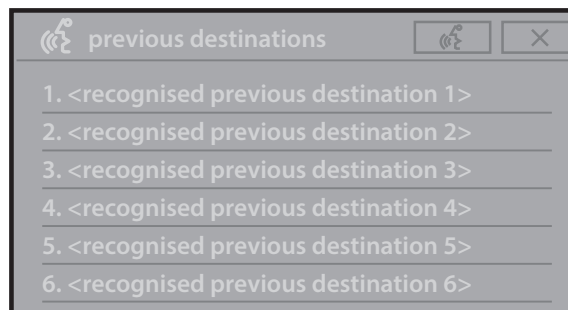 previous destinations
1. <recognised previous destination 1>
2. <recognised previous destination 2>
3. <recognised previous destination 3>
4. <recognised previous destination 4>
5. <recognised previous destination 5>
6. <recognised previous destination 6>